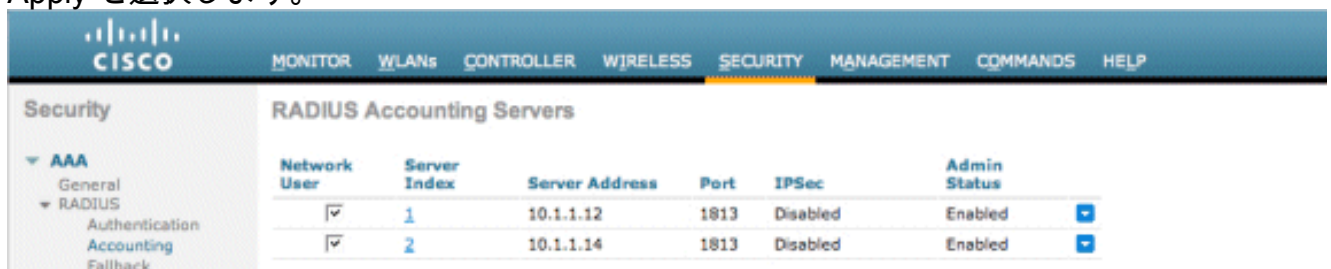 Apply を選択します。
CISCO
MONITOR WLANs CONTROLLER WIRELESS SECURITY MANAGEMENT COMMANDS HELP
Security
AAA
General
RADIUS
Authentication
Accounting
Fallback
RADIUS Accounting Servers
Network User Server Index Server Address Port IPSec Admin Status
1 10.1.1.12 1813 Disabled Enabled
2 10.1.1.14 1813 Disabled Enabled